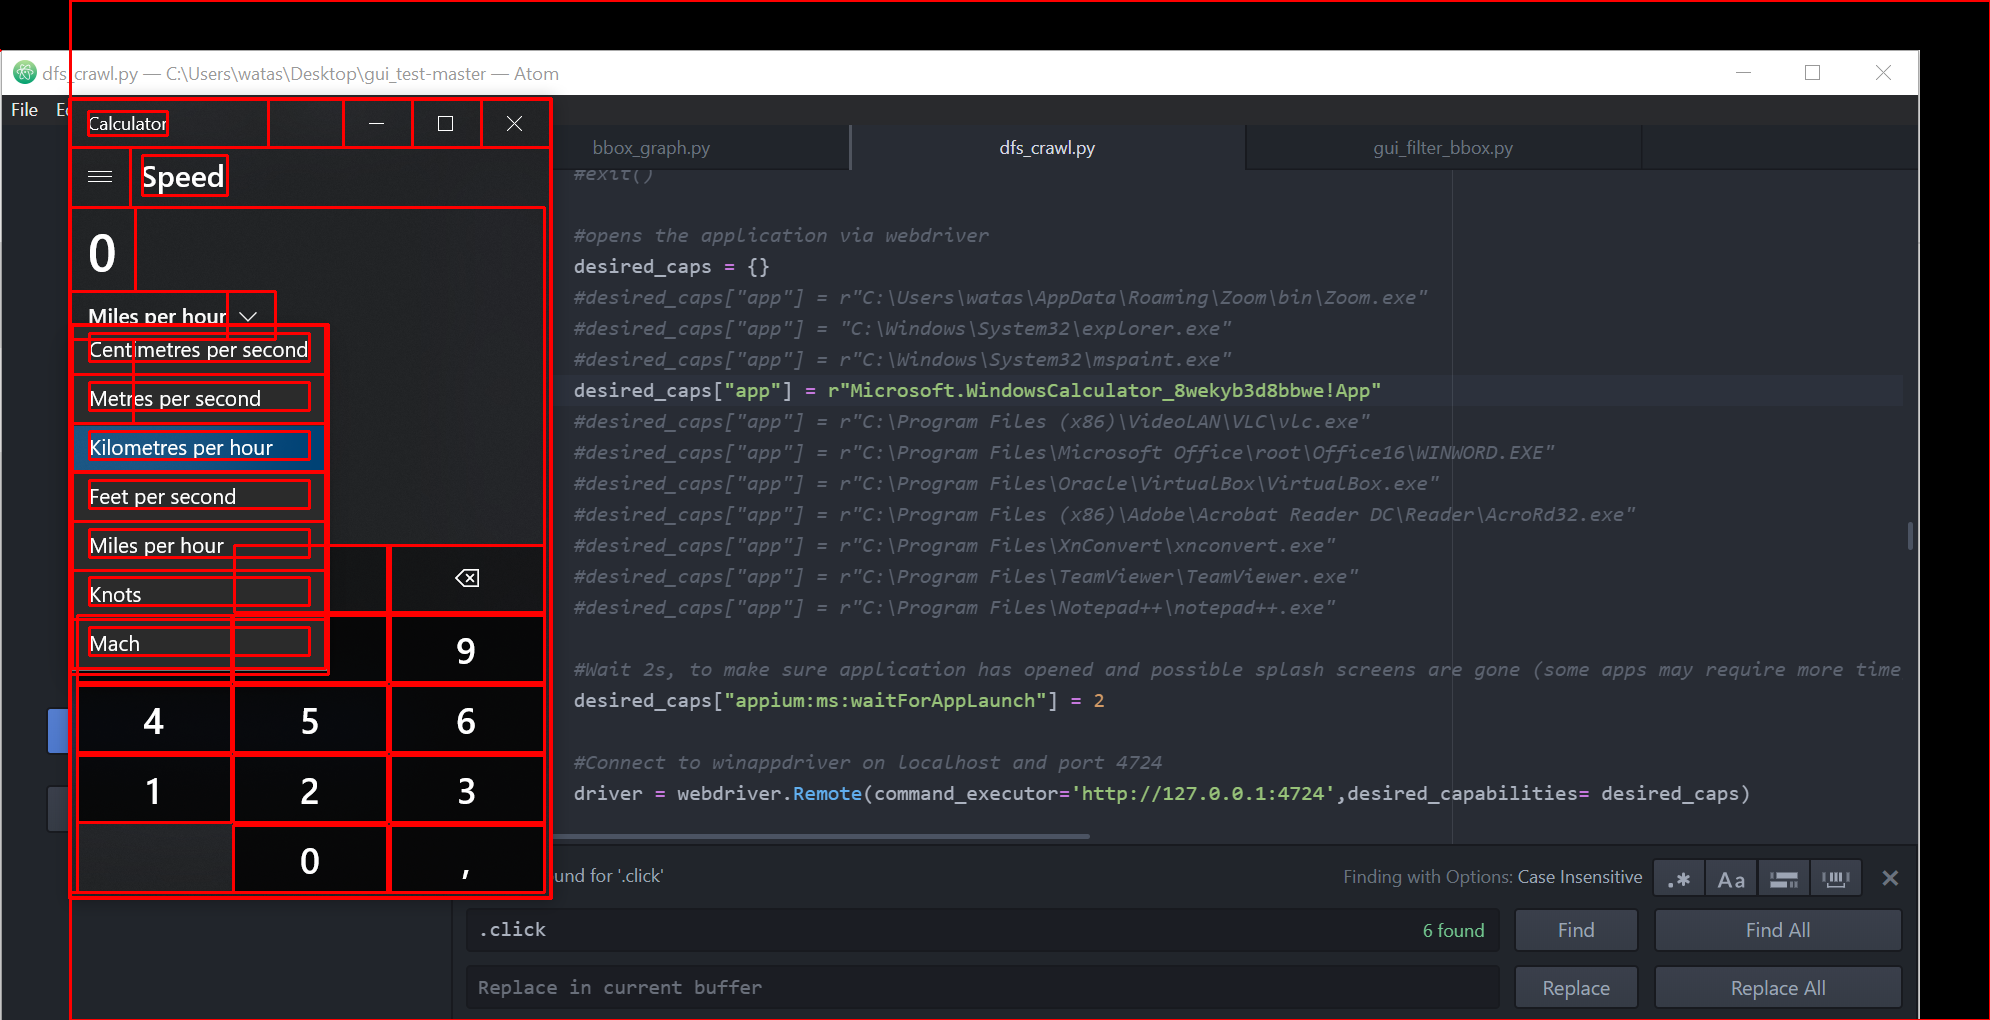 dfs_crawl.py — C:\Users\watas\Desktop\gui_test-master — Atom
File
Calculator
Speed
0
Miles per hour
Centimetres per second
Metres per second
Kilometres per hour
Feet per second
Miles per hour
Knots
Mach
9
4 5 6
1 2 3
0 ,
bbox_graph.py dfs_crawl.py gui_filter_bbox.py
#exit()
#opens the application via webdriver
desired_caps = {}
#desired_caps["app"] = r"C:\Users\watas\AppData\Roaming\Zoom\bin\Zoom.exe"
#desired_caps["app"] = "C:\Windows\System32\explorer.exe"
#desired_caps["app"] = r"C:\Windows\System32\mspaint.exe"
desired_caps["app"] = r"Microsoft.WindowsCalculator_8wekyb3d8bbwe!App"
#desired_caps["app"] = r"C:\Program Files (x86)\VideoLAN\VLC\vlc.exe"
#desired_caps["app"] = r"C:\Program Files\Microsoft Office\root\Office16\WINWORD.EXE"
#desired_caps["app"] = r"C:\Program Files\Oracle\VirtualBox\VirtualBox.exe"
#desired_caps["app"] = r"C:\Program Files (x86)\Adobe\Acrobat Reader DC\Reader\AcroRd32.exe"
#desired_caps["app"] = r"C:\Program Files\XnConvert\xnconvert.exe"
#desired_caps["app"] = r"C:\Program Files\TeamViewer\TeamViewer.exe"
#desired_caps["app"] = r"C:\Program Files\Notepad++\notepad++.exe"
#Wait 2s, to make sure application has opened and possible splash screens are gone (some apps may require more time
desired_caps["appium:ms:waitForAppLaunch"] = 2
#Connect to winappdriver on localhost and port 4724
driver = webdriver.Remote(command_executor='http://127.0.0.1:4724',desired_capabilities= desired_caps)
und for '.click' Finding with Options: Case Insensitive .* Aa
.click 6 found Find Find All
Replace in current buffer Replace Replace All